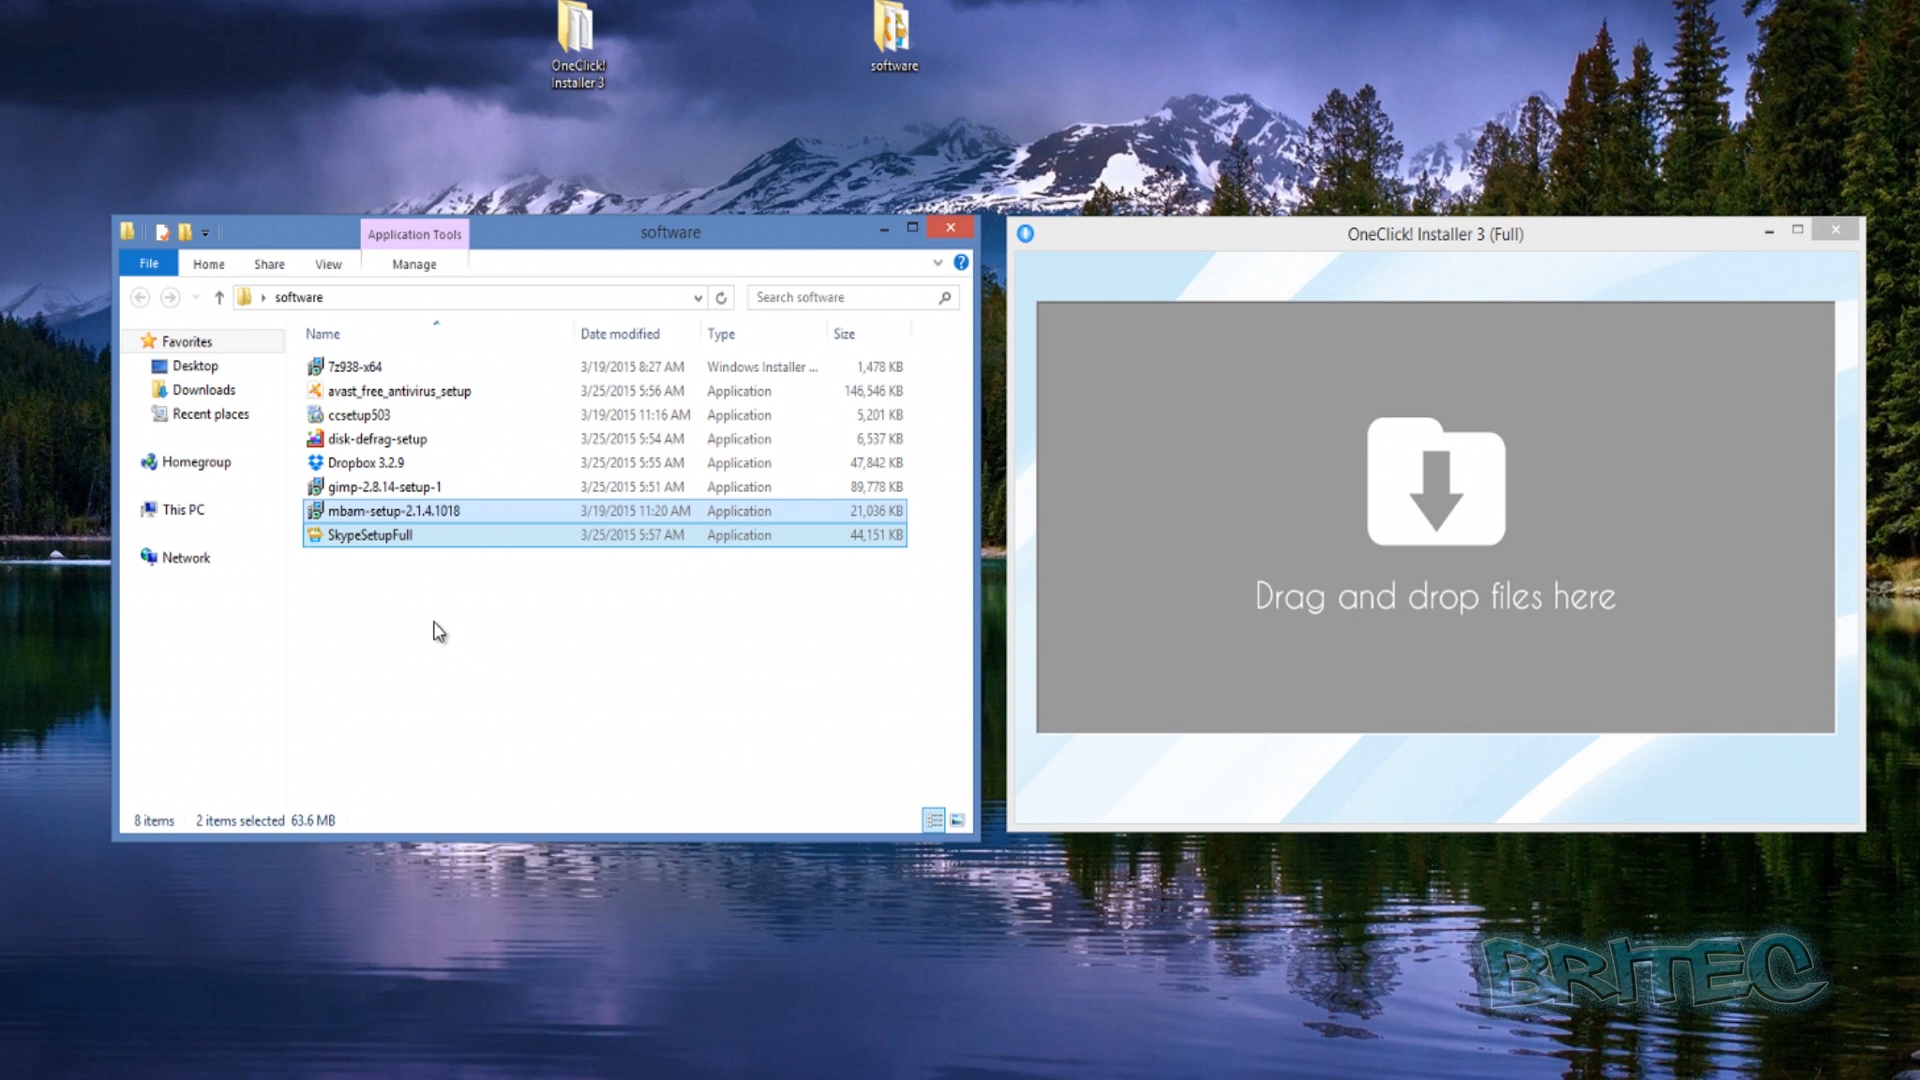 OneClick!
Installer 3
software
Application Tools
software
File
Home
Share
View
Manage
software
Search software
Name
Date modified
Type
Size
Favorites
Desktop
Downloads
Recent places
Homegroup
This PC
Network
7z938-x64 3/19/2015 8:27 AM Windows Installer ... 1,478 KB
avast_free_antivirus_setup 3/25/2015 5:56 AM Application 146,546 KB
ccsetup503 3/19/2015 11:16 AM Application 5,201 KB
disk-defrag-setup 3/25/2015 5:54 AM Application 6,537 KB
Dropbox 3.2.9 3/25/2015 5:55 AM Application 47,842 KB
gimp-2.8.14-setup-1 3/25/2015 5:51 AM Application 89,778 KB
mbam-setup-2.1.4.1018 3/19/2015 11:20 AM Application 21,036 KB
SkypeSetupFull 3/25/2015 5:57 AM Application 44,151 KB
8 items 2 items selected 63.6 MB
OneClick! Installer 3 (Full)
Drag and drop files here
BRITEC